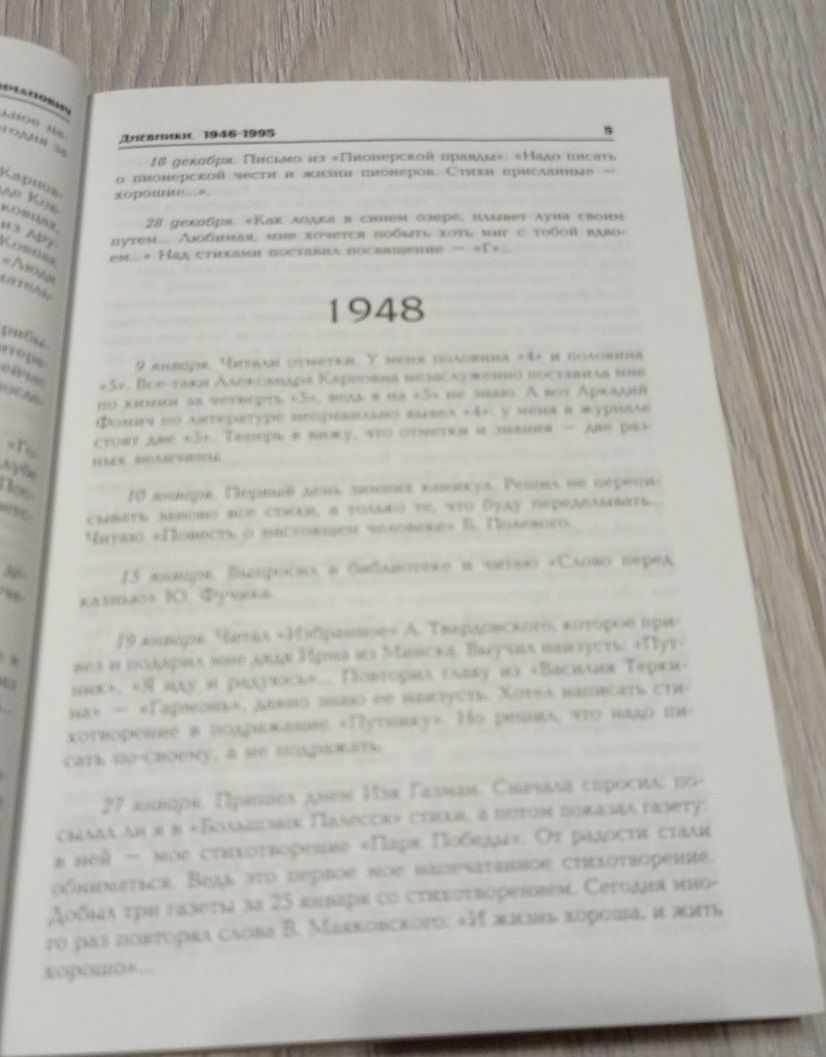 Дневники. 1946-1995 5
18 декабря. Письмо из «Пионерской правды»: «Надо писать
о пионерской чести и жизни пионеров. Стихи присланные —
хорошие...».
28 декабря. «Как лодка в синем озере, плывет луна своим
путем... Любимая, мне хочется побыть хоть миг с тобой вдво-
ем...» Над стихами поставил посвящение — «Г»...
1948
9 января. Читали отметки. У меня половина «4» и половина
«5». Все-таки Александра Карповна незаслуженно поставила мне
по химии за четверть «5», ведь я на «5» не знаю. А вот Аркадий
Фомич по литературе неправильно вывел «4»: у меня в журнале
стоят две «5». Теперь я вижу, что отметки и знания — две раз-
ных величины.
10 января. Первый день зимних каникул. Решил не перепи-
сывать заново все стихи, а только те, что буду переделывать...
Читаю «Повесть о настоящем человеке» Б. Полевого.
15 января. Выпросил в библиотеке и читаю «Слово перед
казнью» Ю. Фучика.
19 января. Читал «Избранное» А. Твардовского, которое при-
вез и подарил мне дядя из Минска. Выучил наизусть: «Пут-
ник», «Я иду и радуюсь»... Повторил главу из «Василия Терки-
на» — «Гармонь», давно знаю ее наизусть. Хотел написать сти-
хотворение в подражание «Путнику». Но решил, что надо пи-
сать по-своему, а не подражать.
27 января. Пришел днем Изя Газман. Сначала спросил: по-
сылал ли я в «Большевик Палесся» стихи, а потом показал газету:
в ней — мое стихотворение «Парк Победы». От радости стали
обниматься. Ведь это первое мое напечатанное стихотворение.
Добыл три газеты за 25 января со стихотворением. Сегодня мно-
го раз повторял слова В. Маяковского: «И жизнь хороша, и жить
хорошо»...